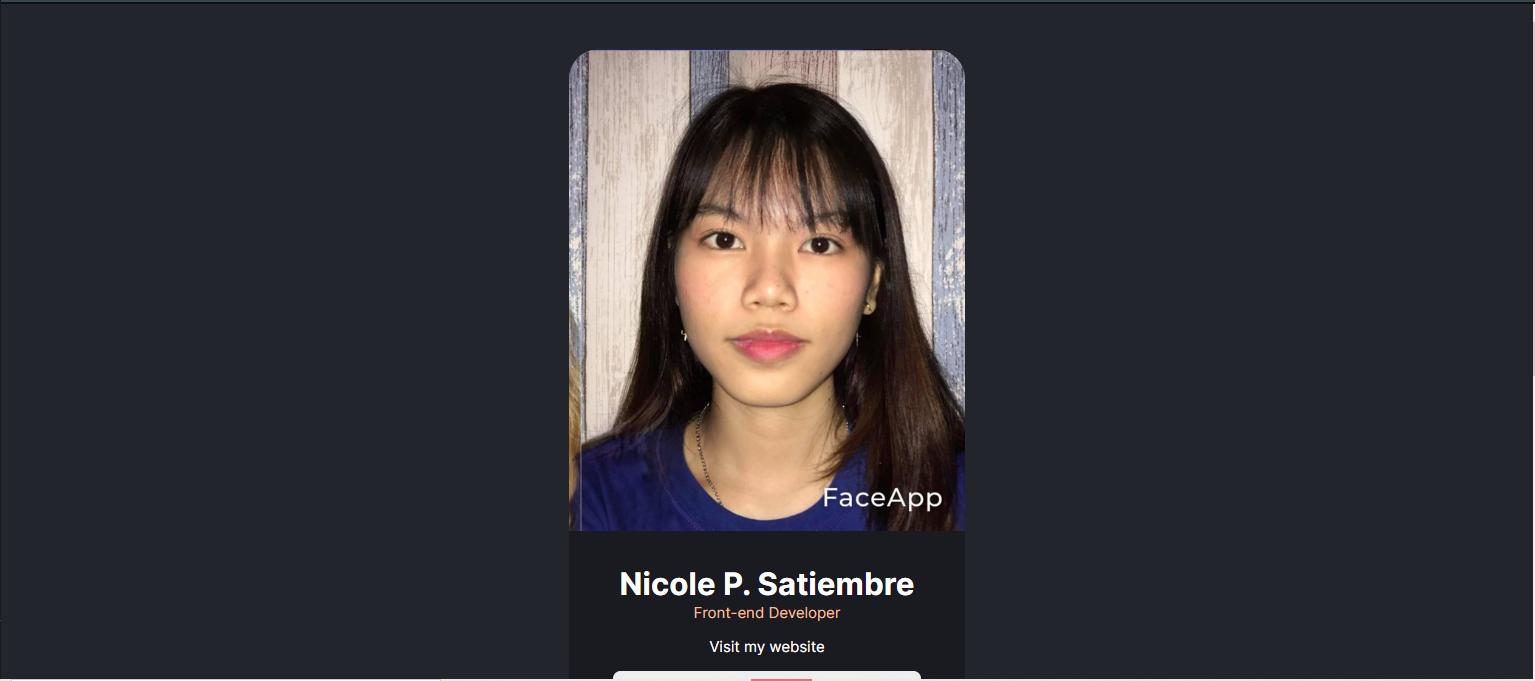 FaceApp
Nicole P. Satiembre
Front-end Developer
Visit my website